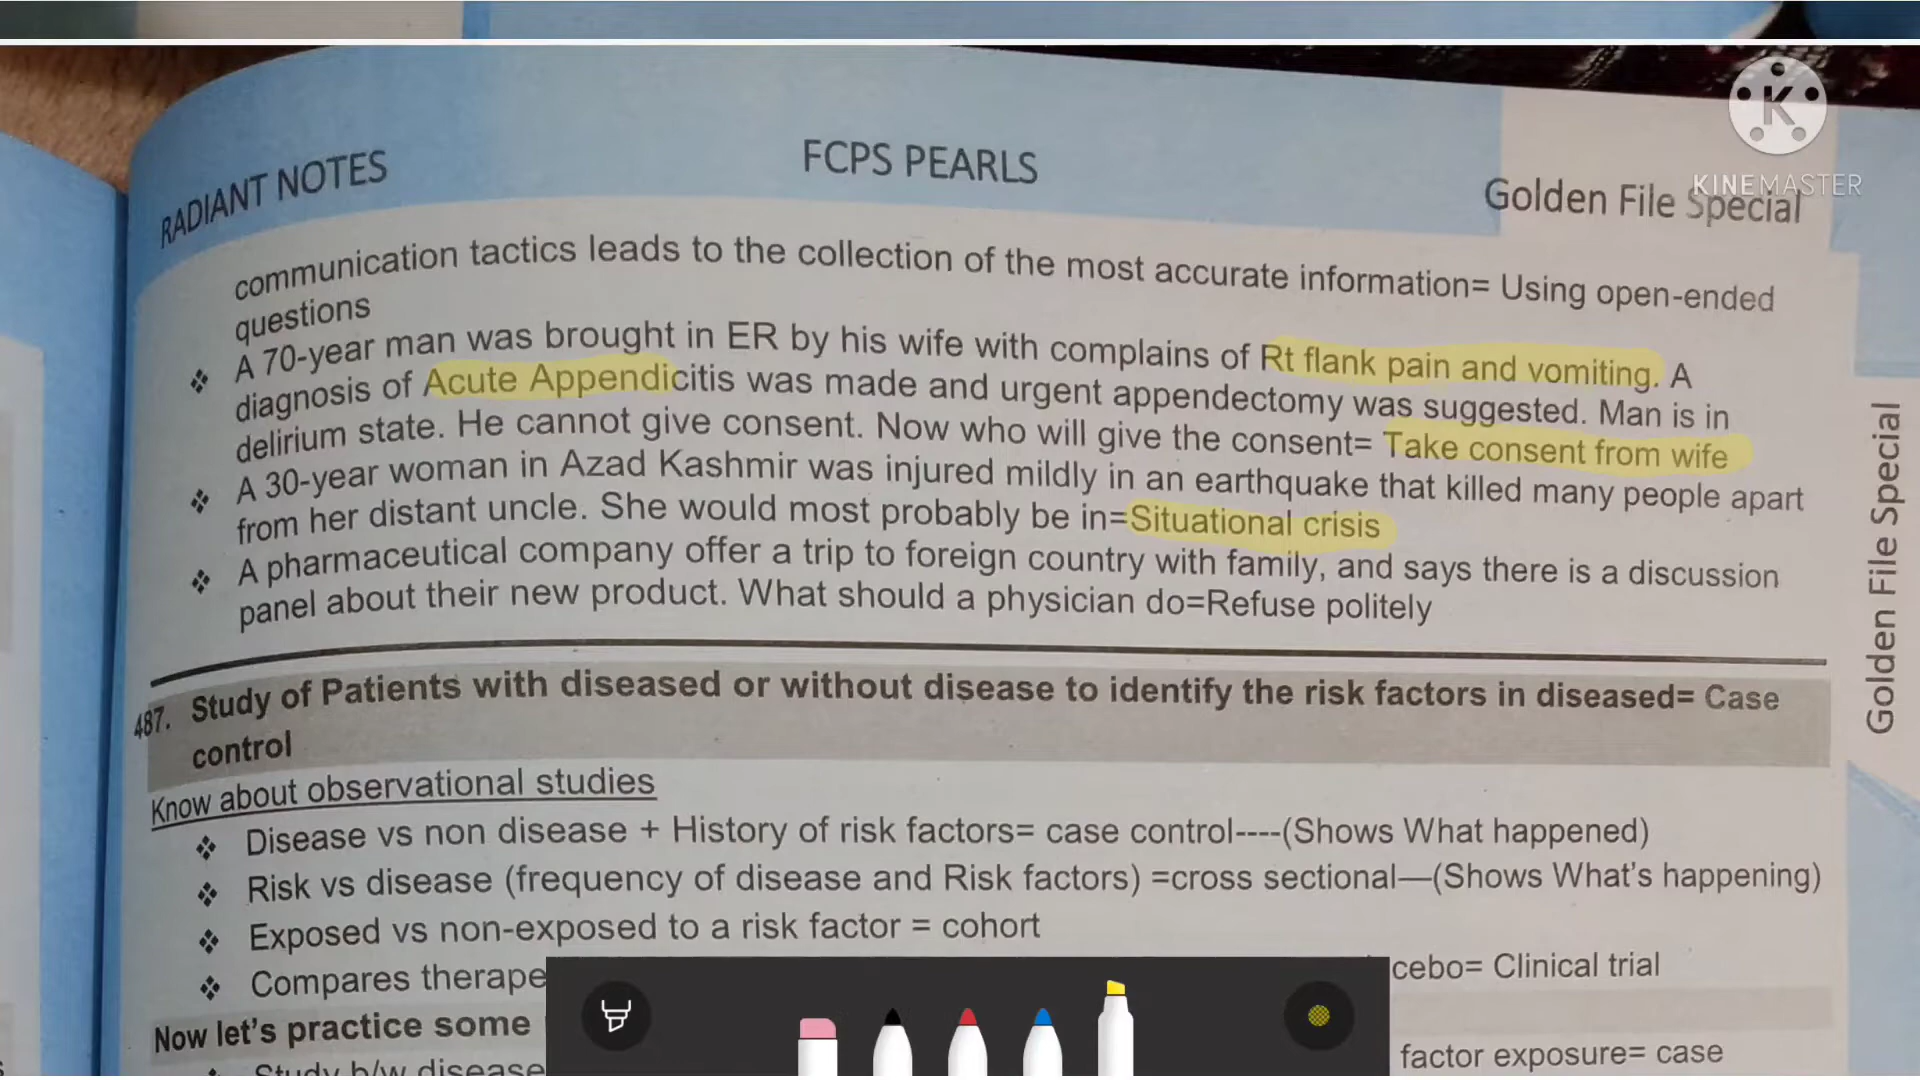 K
KINEMASTER
RADIANT NOTES
FCPS PEARLS
Golden File Special
communication tactics leads to the collection of the most accurate information= Using open-ended
questions
A 70-year man was brought in ER by his wife with complains of Rt flank pain and vomiting. A
diagnosis of Acute Appendicitis was made and urgent appendectomy was suggested. Man is in
delirium state. He cannot give consent. Now who will give the consent= Take consent from wife
A 30-year woman in Azad Kashmir was injured mildly in an earthquake that killed many people apart
from her distant uncle. She would most probably be in=Situational crisis
A pharmaceutical company offer a trip to foreign country with family, and says there is a discussion
panel about their new product. What should a physician do=Refuse politely
487. Study of Patients with diseased or without disease to identify the risk factors in diseased= Case
control
Know about observational studies
Disease vs non disease + History of risk factors= case control----(Shows What happened)
Risk vs disease (frequency of disease and Risk factors) =cross sectional—(Shows What's happening)
Exposed vs non-exposed to a risk factor = cohort
Compares therape cebo= Clinical trial
Now let's practice some
Study b/w disease factor exposure= case
Golden File Special